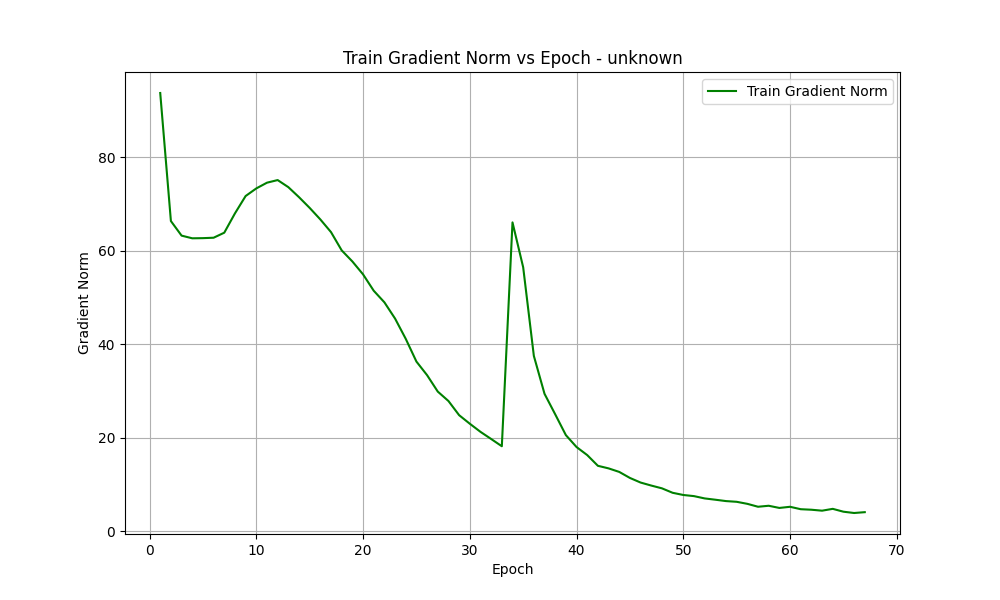 Train Gradient Norm vs Epoch - unknown
Train Gradient Norm
80
60
40
20
0
Gradient Norm
0 10 20 30 40 50 60 70
Epoch